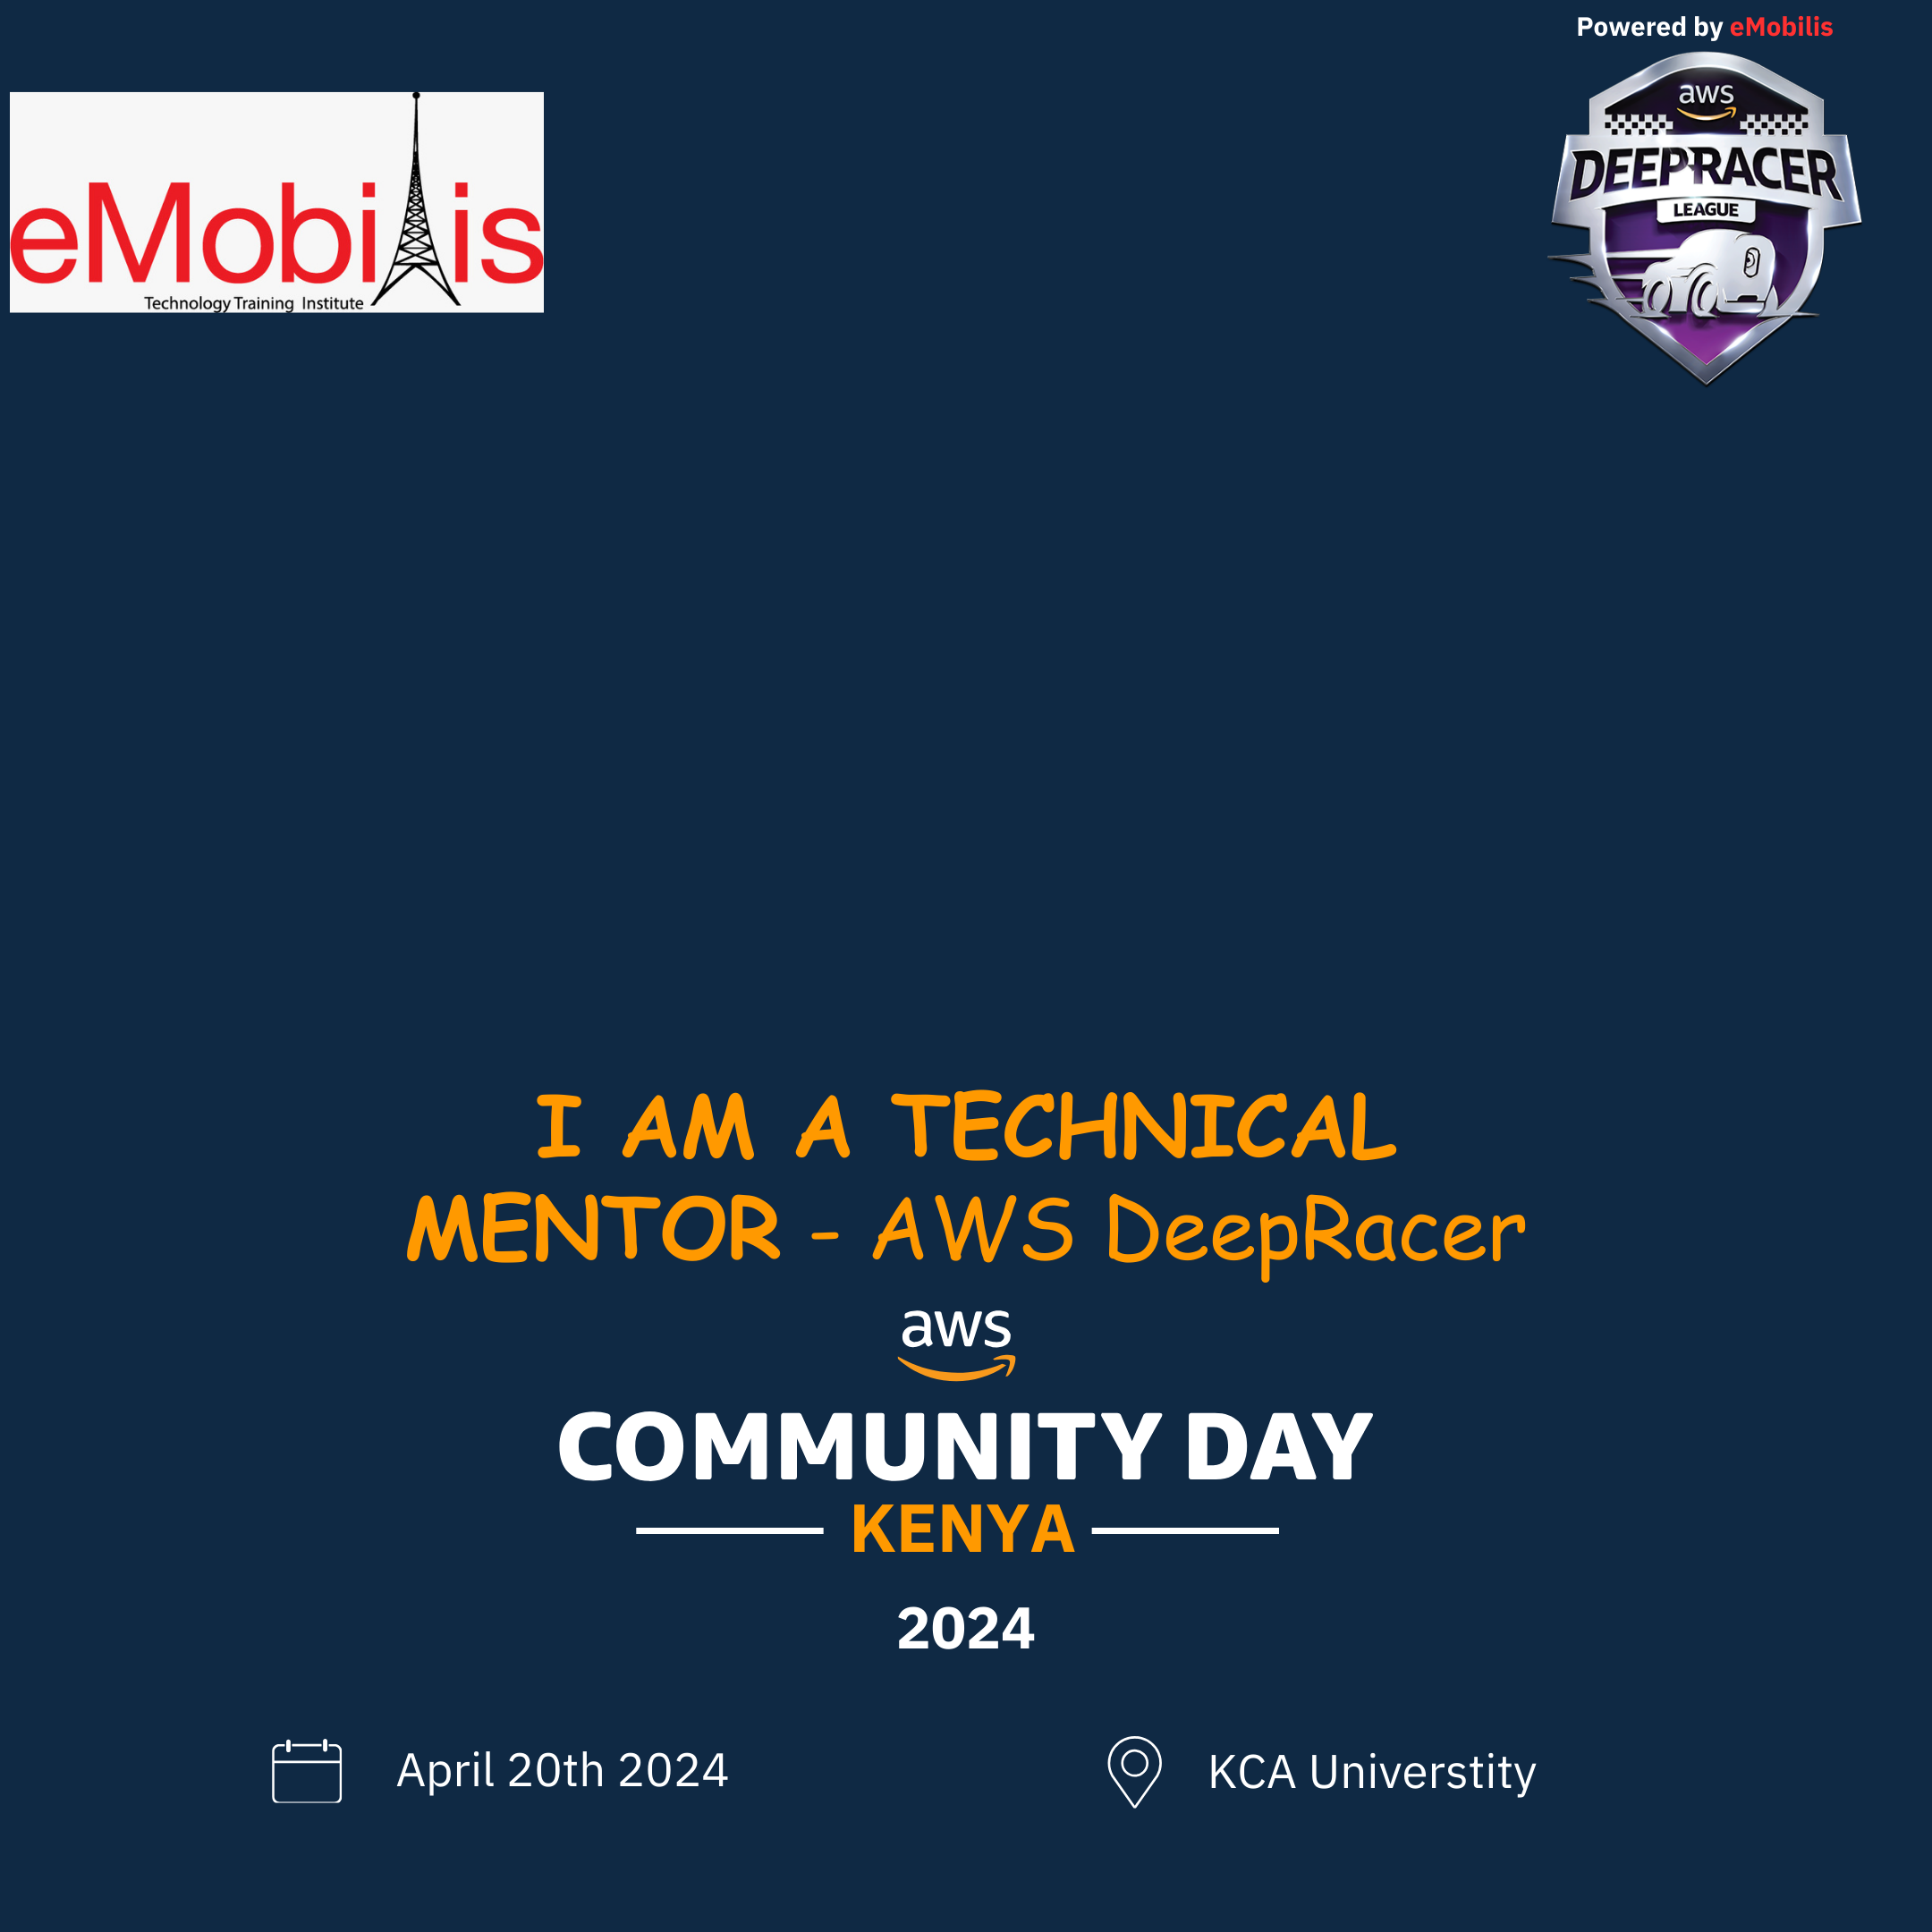 Powered by eMobilis
eMobilis
Technology Training Institute
aws
DEEPRACER
LEAGUE
I AM A TECHNICAL
MENTOR - AWS DeepRacer
aws
COMMUNITY DAY
KENYA
2024
April 20th 2024
KCA Universtity